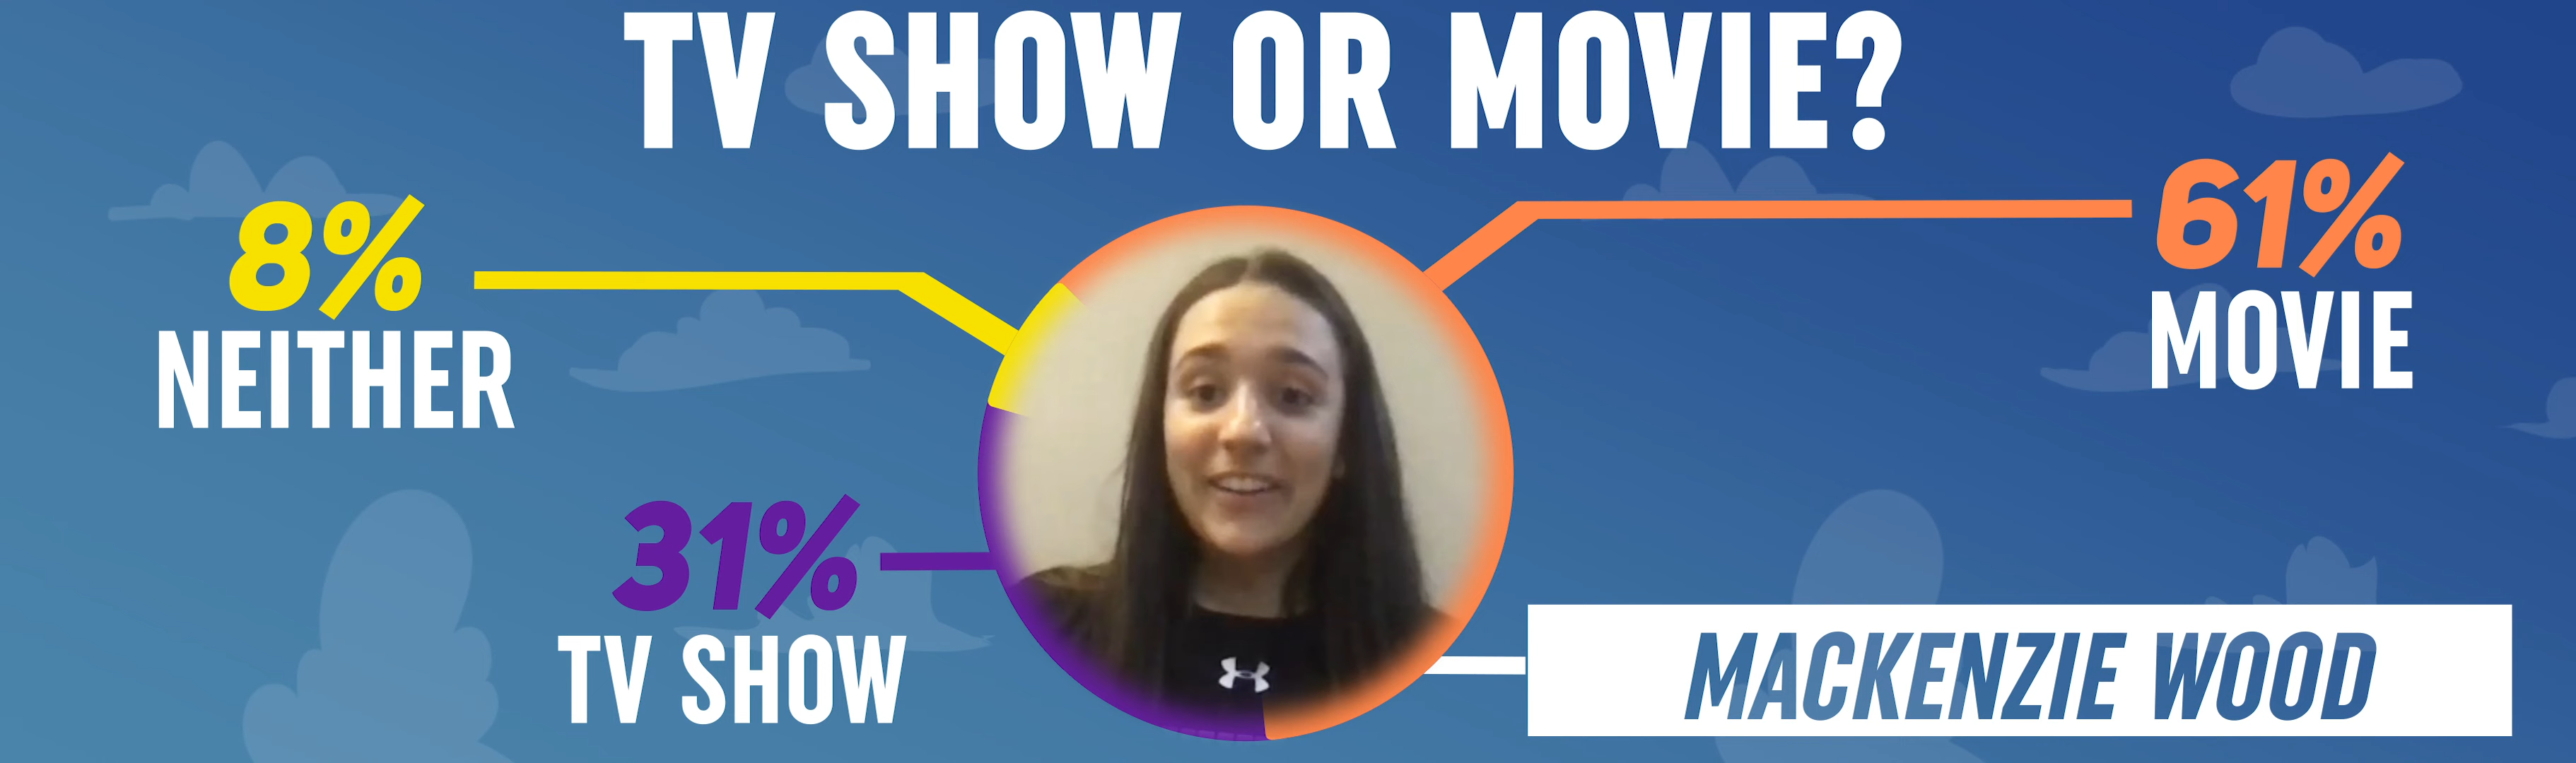 TV SHOW OR MOVIE?
8%
NEITHER
61%
MOVIE
31%
TV SHOW
MACKENZIE WOOD